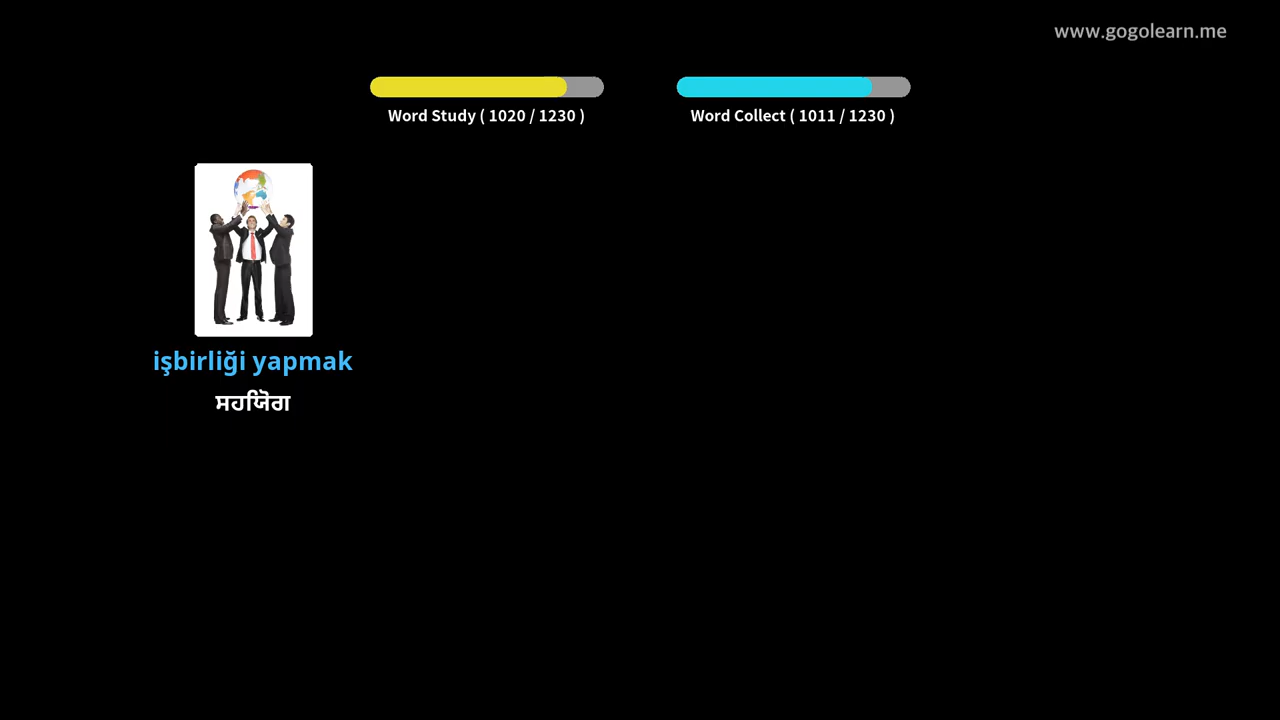 www.gogolearn.me
Word Study ( 1020 / 1230 )
Word Collect ( 1011 / 1230 )
işbirliği yapmak
ਸਹਯਿੋਗ